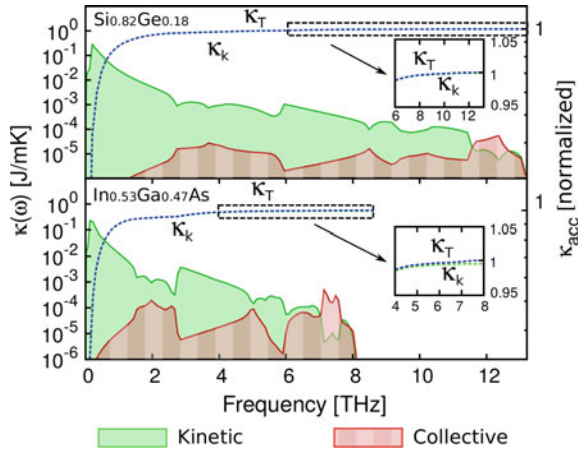 Si0.82Ge0.18
κT
κk
10^1
10^0
10^-1
10^-2
10^-3
10^-4
10^-5
1
1.05
1
0.95
κT
κk
6 8 10 12
In0.53Ga0.47As
κT
κk
10^0
10^-1
10^-2
10^-3
10^-4
10^-5
10^-6
1
1.05
1
0.95
κT
κk
4 5 6 7 8
0 2 4 6 8 10 12
κ(ω) [J/mK]
κacc [normalized]
Frequency [THz]
Kinetic
Collective